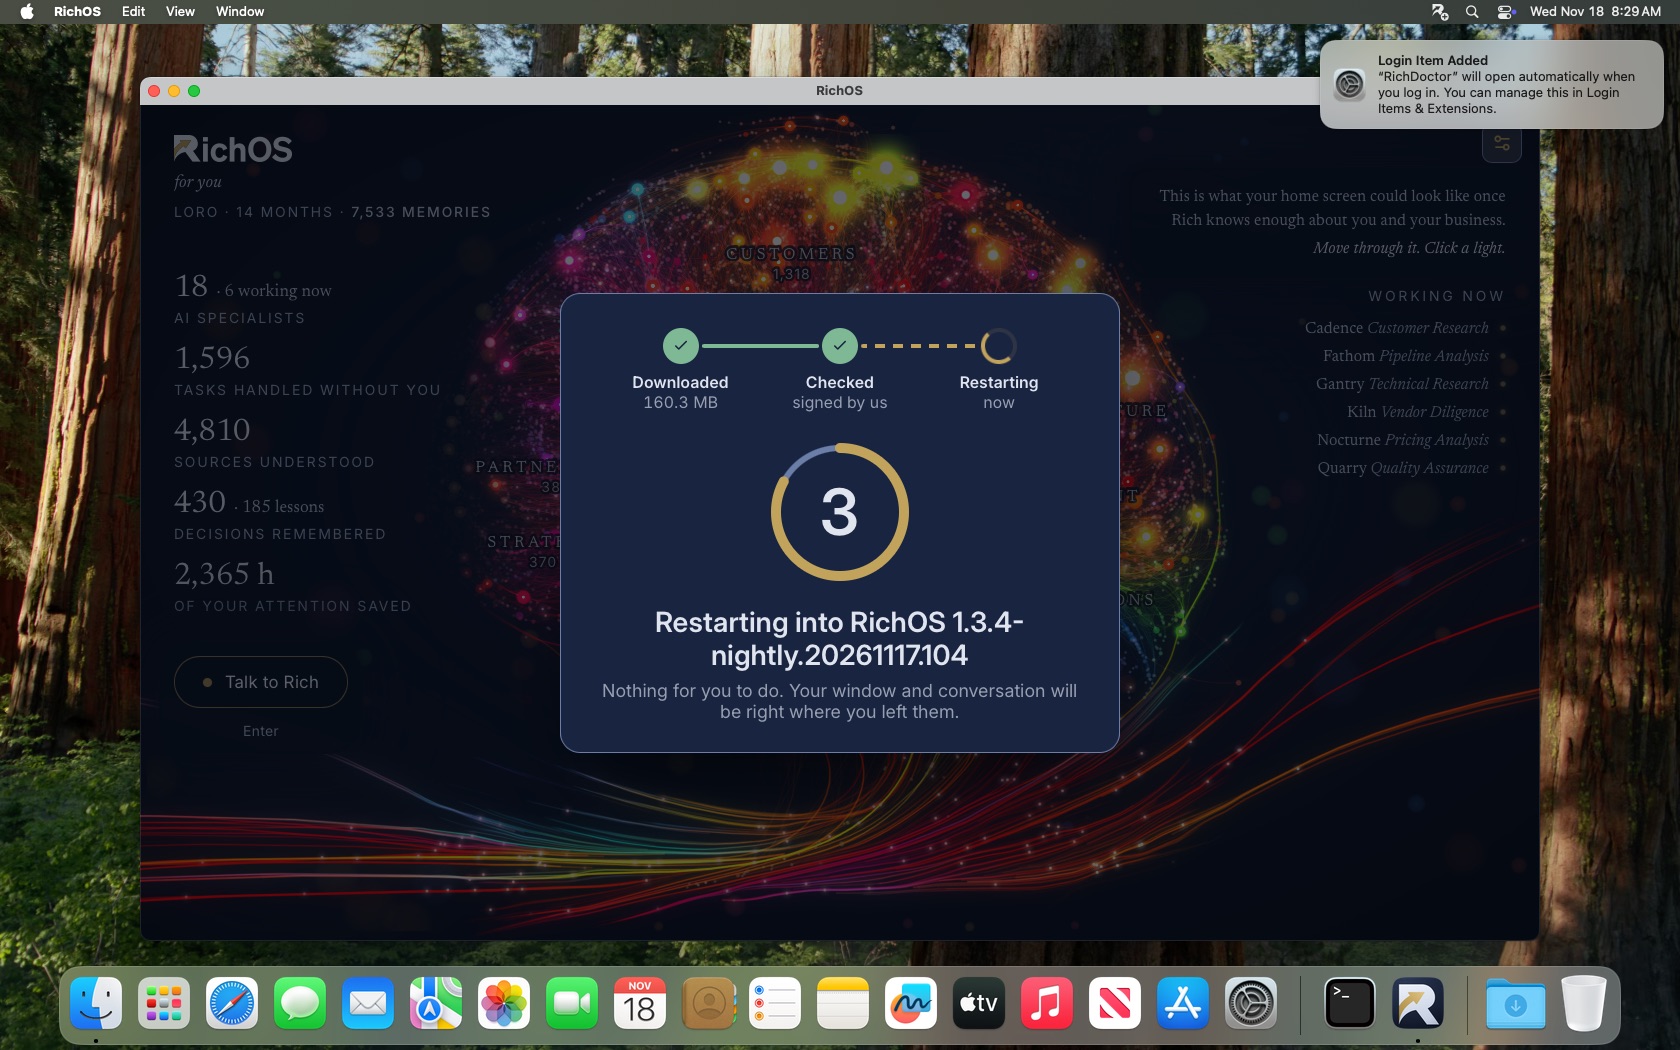 RichOS Edit View Window
Wed Nov 18 8:29 AM
Login Item Added
“RichDoctor” will open automatically when
you log in. You can manage this in Login
Items & Extensions.
RichOS
RichOS
for you
LORO · 14 MONTHS · 7,533 MEMORIES
18 · 6 working now
AI SPECIALISTS
1,596
TASKS HANDLED WITHOUT YOU
4,810
SOURCES UNDERSTOOD
430 · 185 lessons
DECISIONS REMEMBERED
2,365 h
OF YOUR ATTENTION SAVED
Talk to Rich
Enter
CUSTOMERS
1,318
PARTNE
38
STRATE
370
URE
NT
ONS
Downloaded
160.3 MB
Checked
signed by us
Restarting
now
3
Restarting into RichOS 1.3.4-
nightly.20261117.104
Nothing for you to do. Your window and conversation will
be right where you left them.
This is what your home screen could look like once
Rich knows enough about you and your business.
Move through it. Click a light.
WORKING NOW
Cadence Customer Research
Fathom Pipeline Analysis
Gantry Technical Research
Kiln Vendor Diligence
Nocturne Pricing Analysis
Quarry Quality Assurance
NOV
18
tv
>_